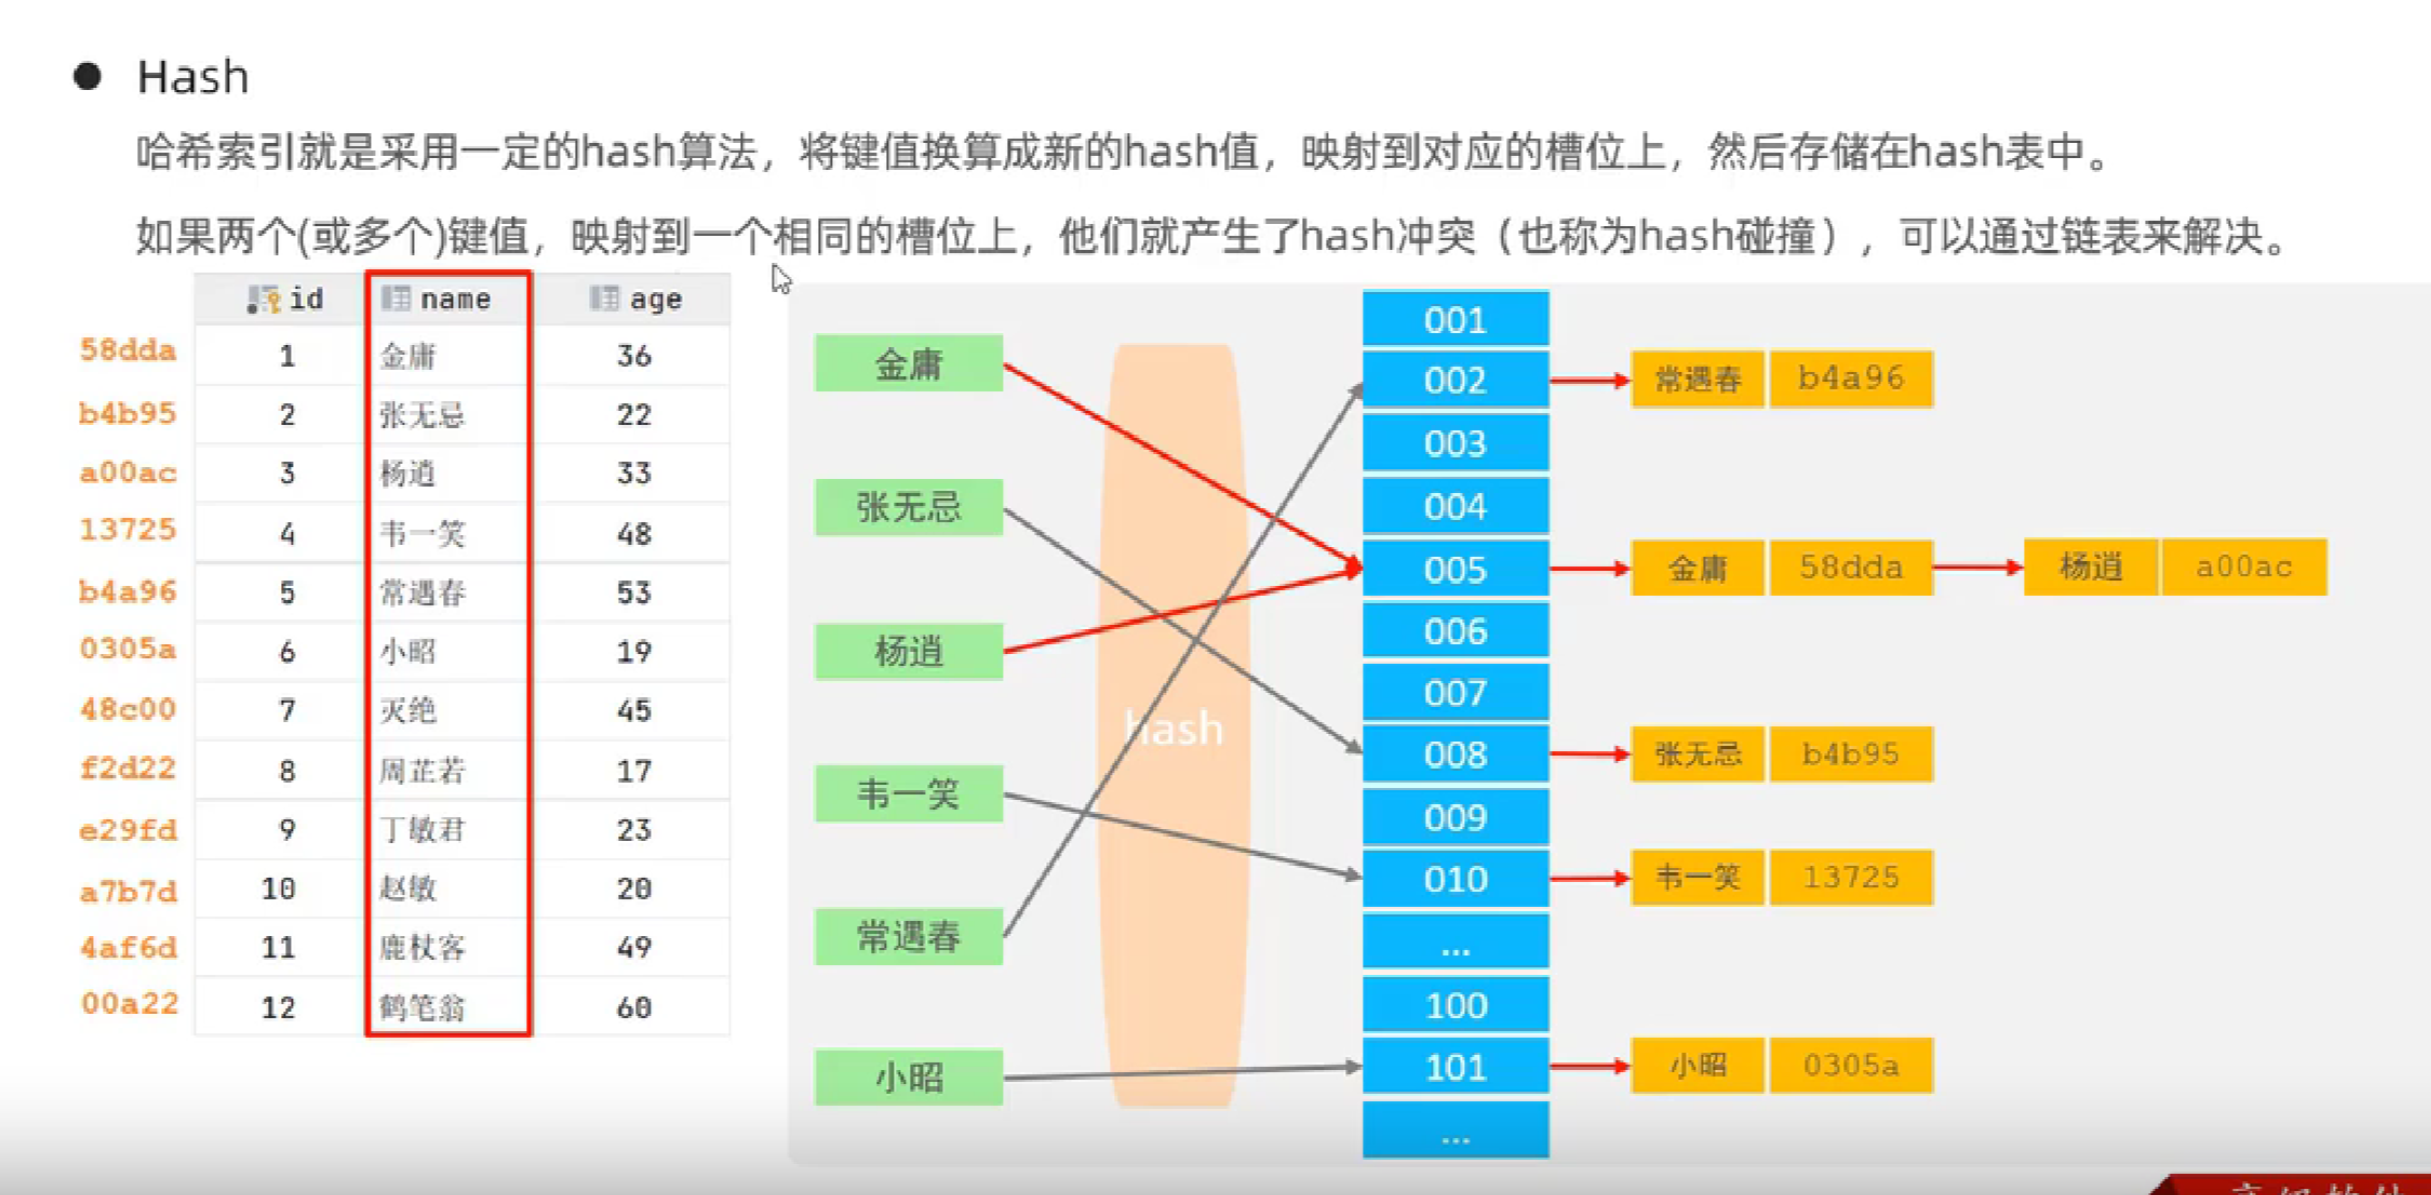 Hash
哈希索引就是采用一定的hash算法，将键值换算成新的hash值，映射到对应的槽位上，然后存储在hash表中。
如果两个(或多个)键值，映射到一个相同的槽位上，他们就产生了hash冲突（也称为hash碰撞），可以通过链表来解决。
id name age
58dda 1 金庸 36
b4b95 2 张无忌 22
a00ac 3 杨逍 33
13725 4 韦一笑 48
b4a96 5 常遇春 53
0305a 6 小昭 19
48c00 7 灭绝 45
f2d22 8 周芷若 17
e29fd 9 丁敏君 23
a7b7d 10 赵敏 20
4af6d 11 鹿杖客 49
00a22 12 鹤笔翁 60
金庸
张无忌
杨逍
韦一笑
常遇春
小昭
hash
001
002 常遇春 b4a96
003
004
005 金庸 58dda 杨逍 a00ac
006
007
008 张无忌 b4b95
009
010 韦一笑 13725
...
100
101 小昭 0305a
...